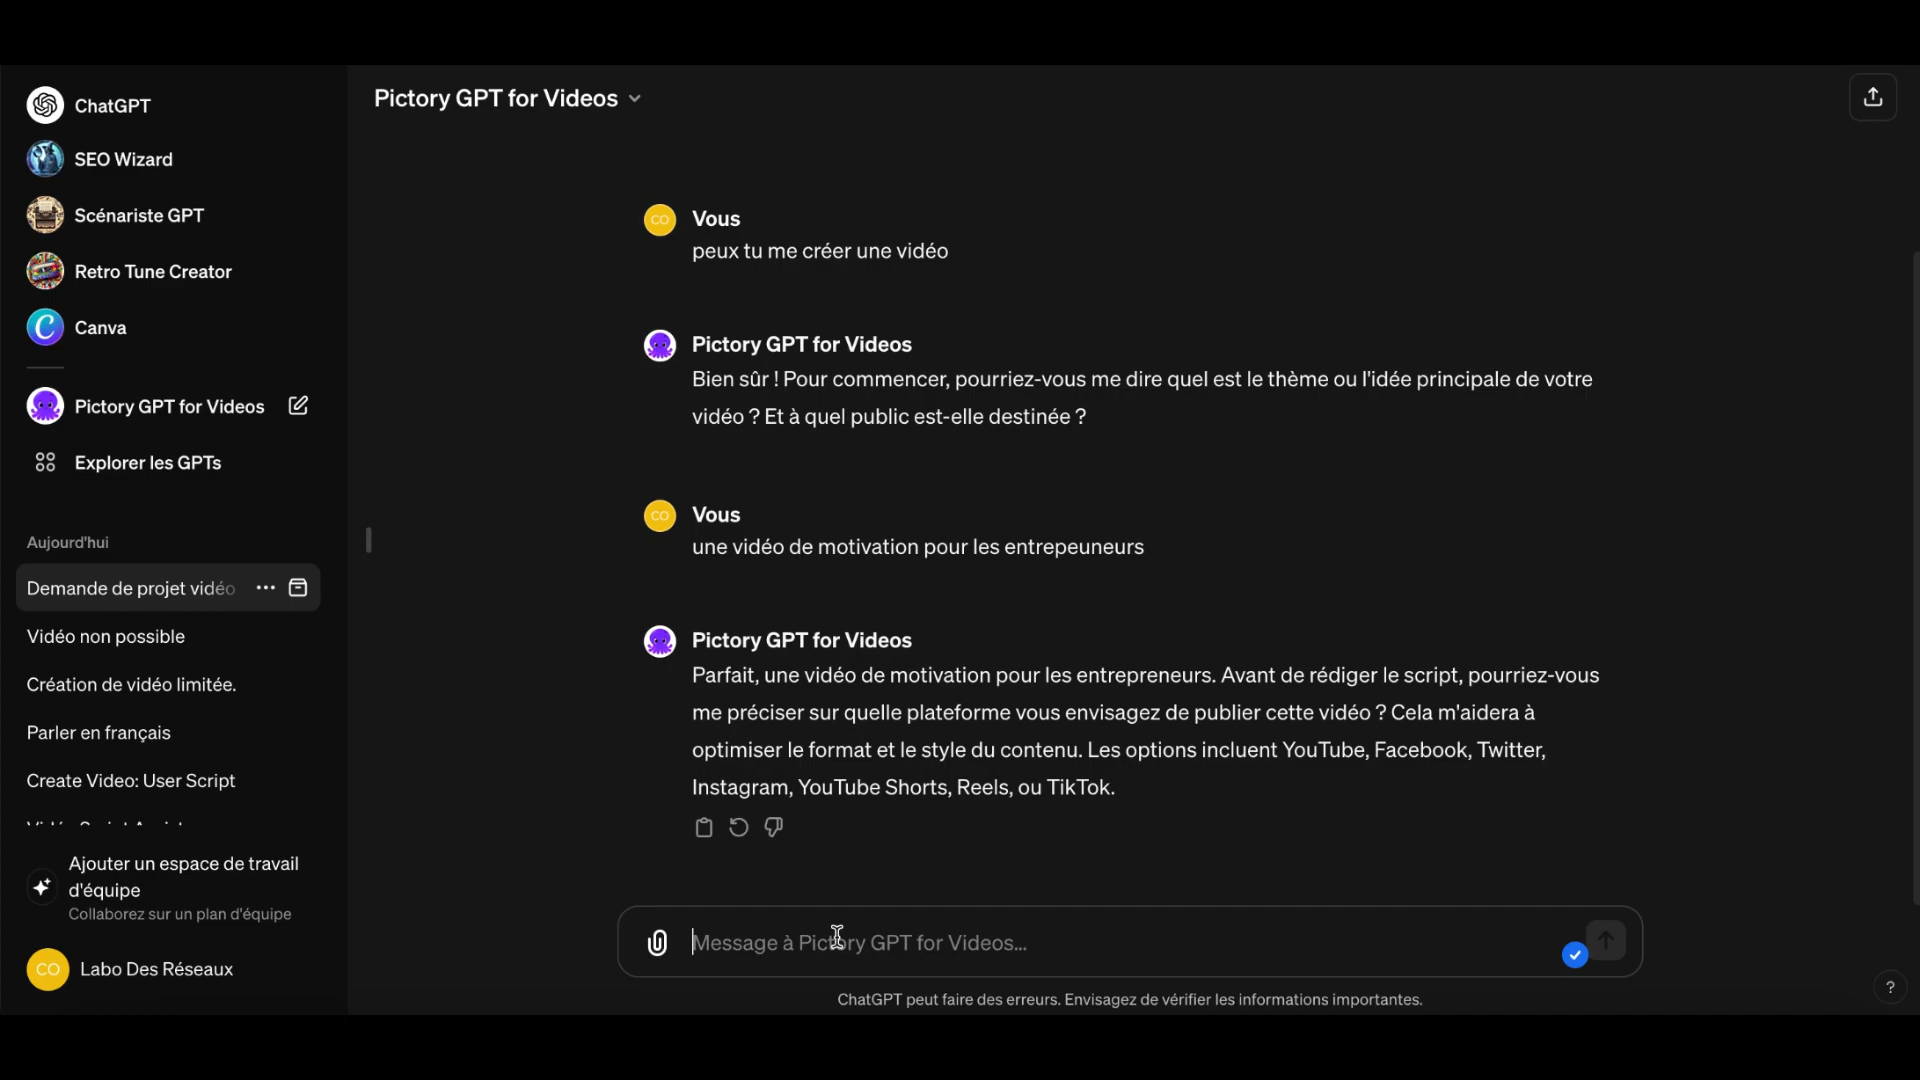 ChatGPT
SEO Wizard
Scénariste GPT
Retro Tune Creator
Canva
Pictory GPT for Videos
Explorer les GPTs
Aujourd'hui
Demande de projet vidéo
Vidéo non possible
Création de vidéo limitée.
Parler en français
Create Video: User Script
Ajouter un espace de travail
d'équipe
Collaborez sur un plan d'équipe
CO
Labo Des Réseaux
Pictory GPT for Videos
CO
Vous
peux tu me créer une vidéo
Pictory GPT for Videos
Bien sûr ! Pour commencer, pourriez-vous me dire quel est le thème ou l'idée principale de votre
vidéo ? Et à quel public est-elle destinée ?
CO
Vous
une vidéo de motivation pour les entrepeuneurs
Pictory GPT for Videos
Parfait, une vidéo de motivation pour les entrepreneurs. Avant de rédiger le script, pourriez-vous
me préciser sur quelle plateforme vous envisagez de publier cette vidéo ? Cela m'aidera à
optimiser le format et le style du contenu. Les options incluent YouTube, Facebook, Twitter,
Instagram, YouTube Shorts, Reels, ou TikTok.
Message à Pictory GPT for Videos...
ChatGPT peut faire des erreurs. Envisagez de vérifier les informations importantes.
?